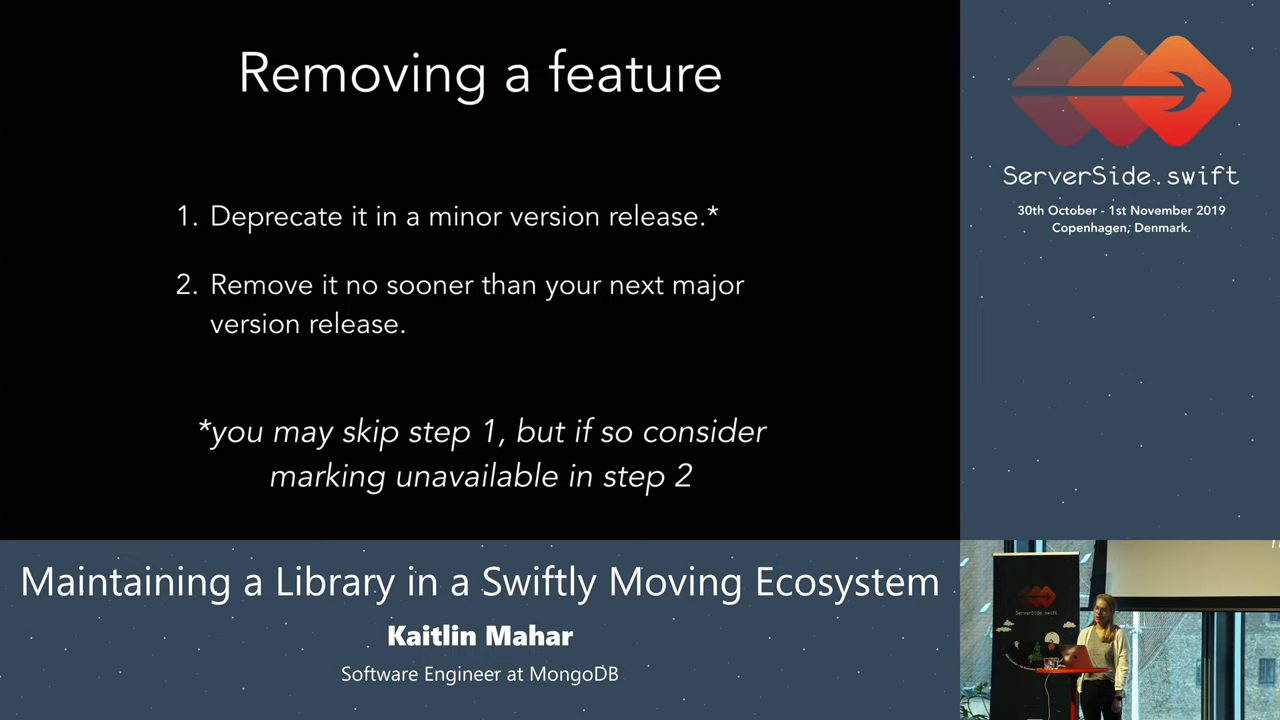 Removing a feature
1. Deprecate it in a minor version release.*
2. Remove it no sooner than your next major
version release.
*you may skip step 1, but if so consider
marking unavailable in step 2
ServerSide.swift
30th October - 1st November 2019
Copenhagen, Denmark.
Maintaining a Library in a Swiftly Moving Ecosystem
Kaitlin Mahar
Software Engineer at MongoDB
ServerSide.swift